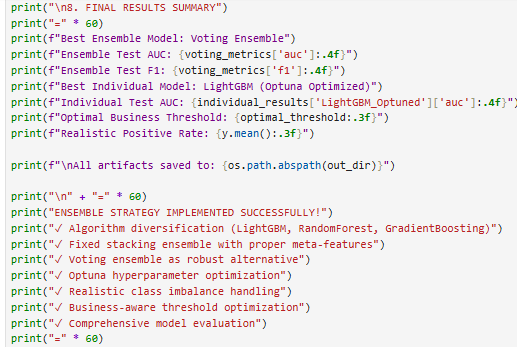 print("\n8. FINAL RESULTS SUMMARY")
print("=" * 60)
print(f"Best Ensemble Model: Voting Ensemble")
print(f"Ensemble Test AUC: {voting_metrics['auc']:.4f}")
print(f"Ensemble Test F1: {voting_metrics['f1']:.4f}")
print(f"Best Individual Model: LightGBM (Optuna Optimized)")
print(f"Individual Test AUC: {individual_results['LightGBM_Optuned']['auc']:.4f}")
print(f"Optimal Business Threshold: {optimal_threshold:.3f}")
print(f"Realistic Positive Rate: {y.mean():.3f}")
print(f"\nAll artifacts saved to: {os.path.abspath(out_dir)}")
print("\n" + "=" * 60)
print("ENSEMBLE STRATEGY IMPLEMENTED SUCCESSFULLY!")
print("✓ Algorithm diversification (LightGBM, RandomForest, GradientBoosting)")
print("✓ Fixed stacking ensemble with proper meta-features")
print("✓ Voting ensemble as robust alternative")
print("✓ Optuna hyperparameter optimization")
print("✓ Realistic class imbalance handling")
print("✓ Business-aware threshold optimization")
print("✓ Comprehensive model evaluation")
print("=" * 60)